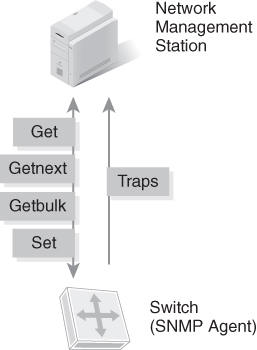 Network
Management
Station
Get
Getnext
Getbulk
Set
Traps
Switch
(SNMP Agent)